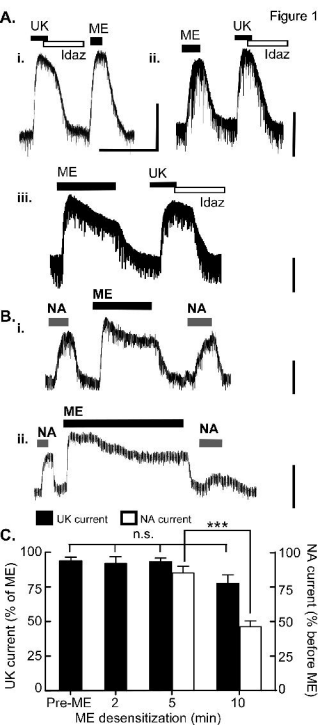 Figure 1
A.
UK
ME
Idaz
i.
ii.
ME
UK
Idaz
ME
UK
Idaz
iii.
B.
i.
NA
ME
NA
ME
ii.
NA
NA
UK current
NA current
C.
n.s.
***
100
75
50
25
0
100
75
50
25
0
UK current (% of ME)
NA current (% before ME)
Pre-ME
2
5
10
ME desensitization (min)